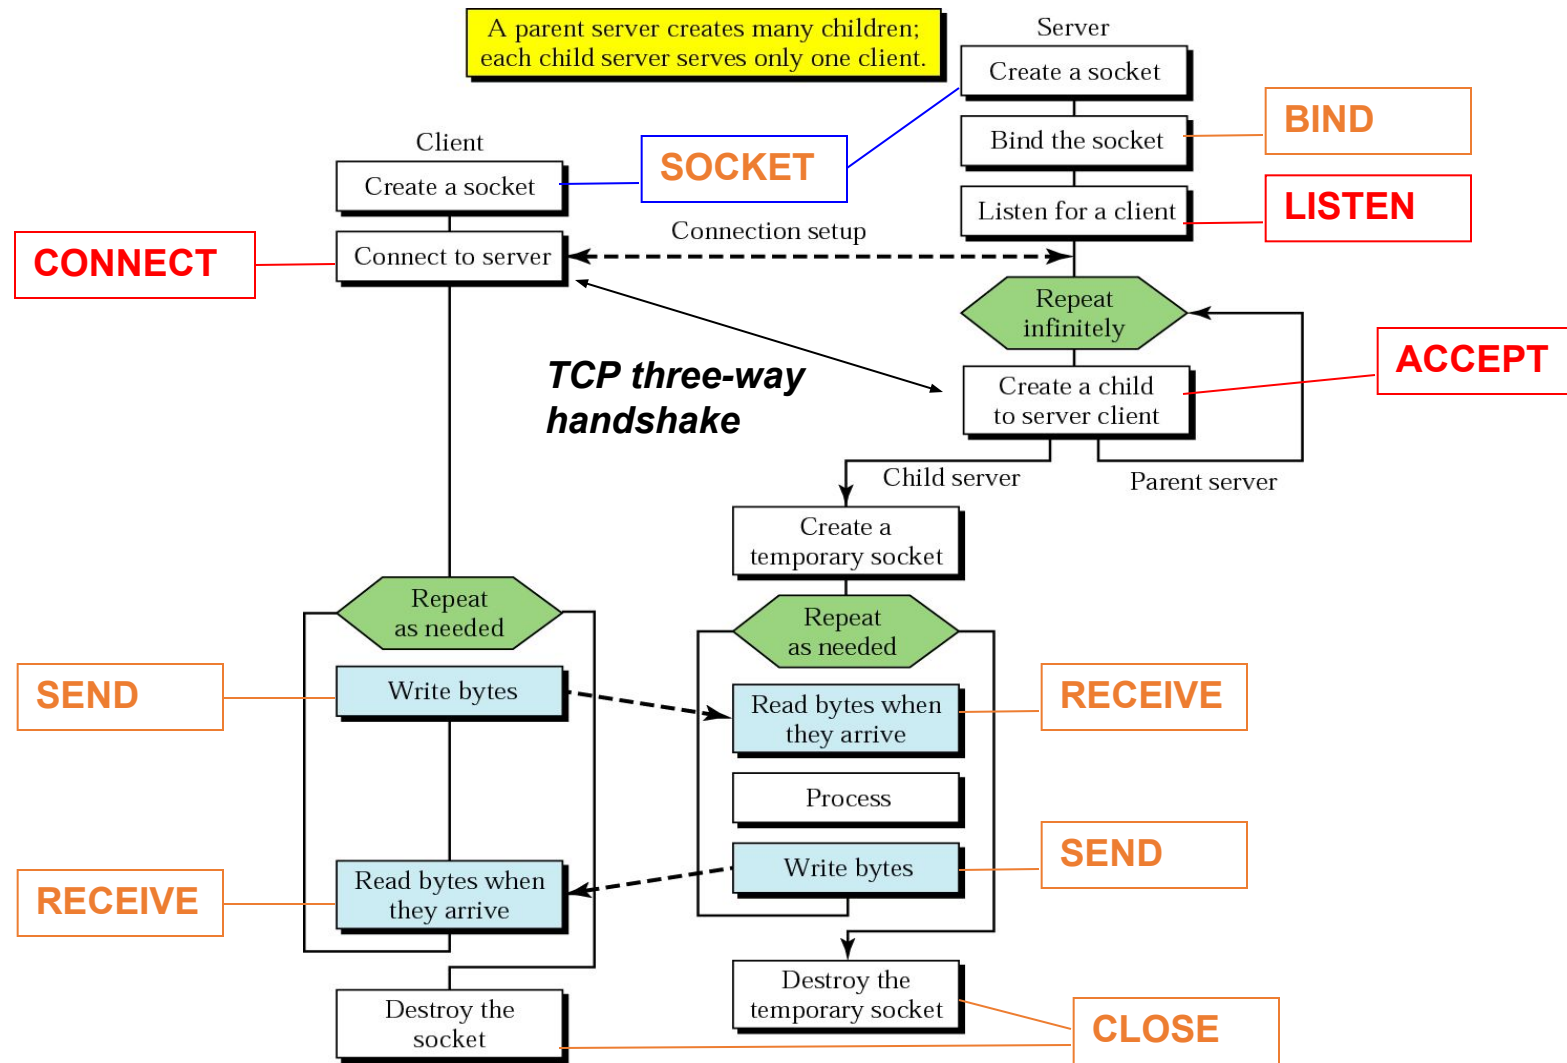 A parent server creates many children;
each child server serves only one client.
Server
Create a socket
BIND
Bind the socket
Client
SOCKET
Create a socket
LISTEN
Listen for a client
Connection setup
CONNECT
Connect to server
Repeat
infinitely
TCP three-way
handshake
ACCEPT
Create a child
to server client
Child server
Parent server
Create a
temporary socket
Repeat
as needed
Repeat
as needed
SEND
Write bytes
Read bytes when
they arrive
RECEIVE
Process
Write bytes
SEND
RECEIVE
Read bytes when
they arrive
Destroy the
temporary socket
Destroy the
socket
CLOSE